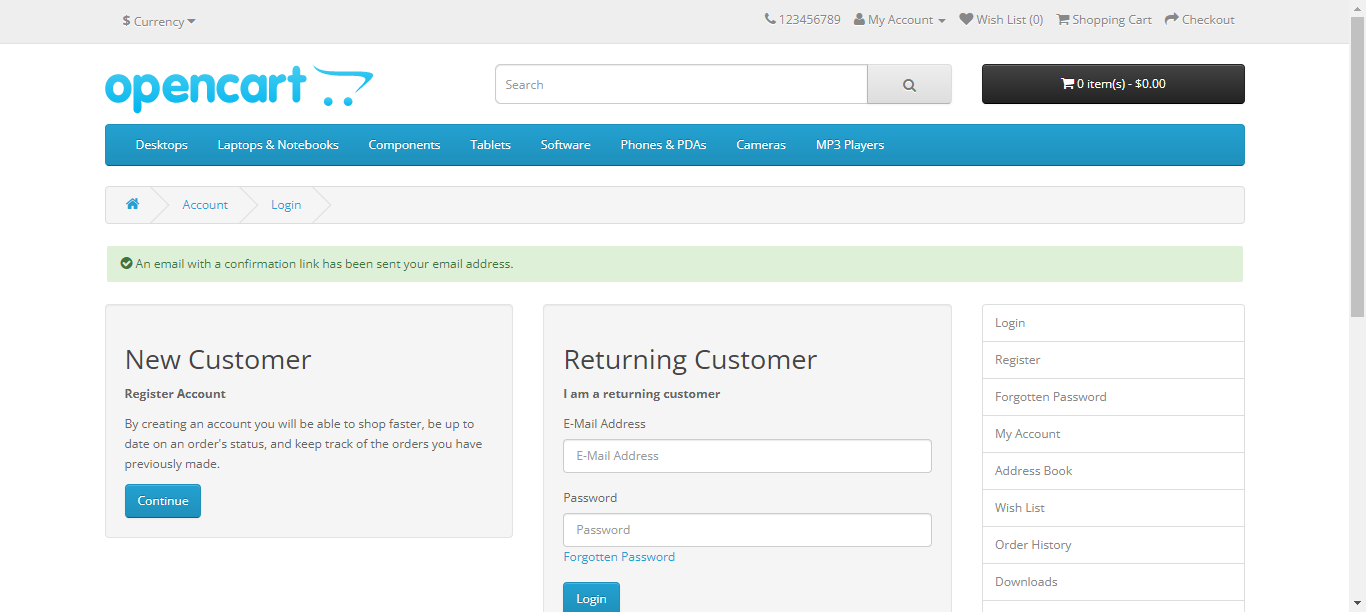 $ Currency
123456789 My Account Wish List (0) Shopping Cart Checkout
opencart
Search
0 item(s) - $0.00
Desktops Laptops & Notebooks Components Tablets Software Phones & PDAs Cameras MP3 Players
Account Login
An email with a confirmation link has been sent your email address.
New Customer
Register Account
By creating an account you will be able to shop faster, be up to
date on an order's status, and keep track of the orders you have
previously made.
Continue
Returning Customer
I am a returning customer
E-Mail Address
E-Mail Address
Password
Password
Forgotten Password
Login
Login
Register
Forgotten Password
My Account
Address Book
Wish List
Order History
Downloads